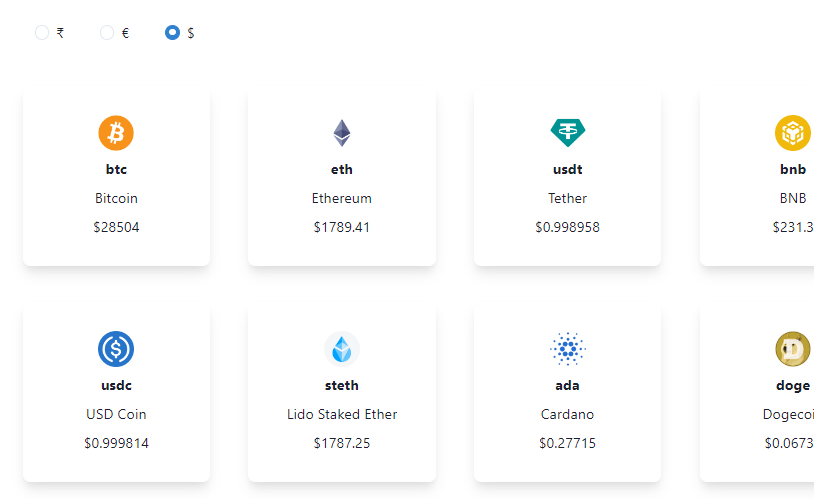 ₹ € $
btc eth usdt bnb
Bitcoin Ethereum Tether BNB
$28504 $1789.41 $0.998958 $231.3
usdc steth ada doge
USD Coin Lido Staked Ether Cardano Dogecoi
$0.999814 $1787.25 $0.27715 $0.0673